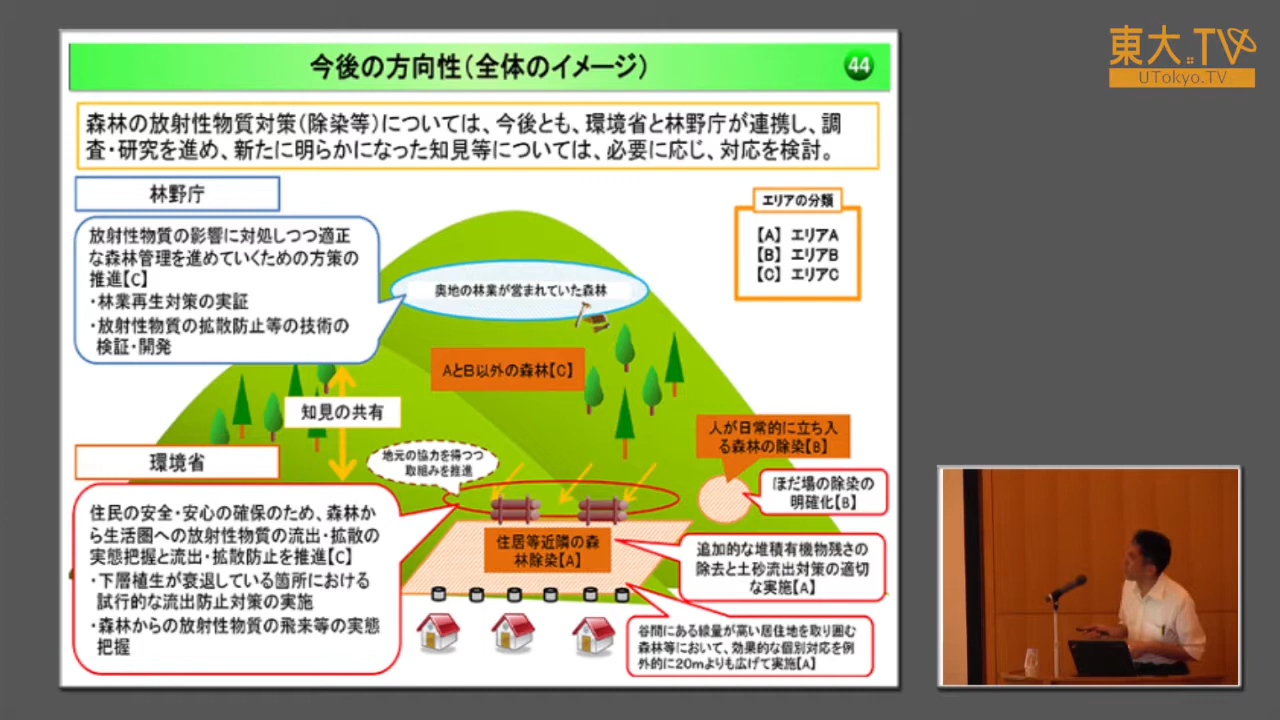 東大.TV
UTokyo.TV
今後の方向性(全体のイメージ)
44
森林の放射性物質対策(除染等)については、今後とも、環境省と林野庁が連携し、調
査・研究を進め、新たに明らかになった知見等については、必要に応じ、対応を検討。
林野庁
放射性物質の影響に対処しつつ適正
な森林管理を進めていくための方策の
推進【C】
・林業再生対策の実証
・放射性物質の拡散防止等の技術の
検証・開発
エリアの分類
【A】 エリアA
【B】 エリアB
【C】 エリアC
奥地の林業が営まれていた森林
AとB以外の森林【C】
知見の共有
人が日常的に立ち入
る森林の除染【B】
環境省
地元の協力を得つつ
取組みを推進
ほだ場の除染の
明確化【B】
住民の安全・安心の確保のため、森林か
ら生活圏への放射性物質の流出・拡散の
実態把握と流出・拡散防止を推進【C】
・下層植生が衰退している箇所における
試行的な流出防止対策の実施
・森林からの放射性物質の飛来等の実態
把握
住居等近隣の森
林除染【A】
追加的な堆積有機物残さの
除去と土砂流出対策の適切
な実施【A】
谷間にある線量が高い居住地を取り囲む
森林等において、効果的な個別対応を例
外的に20mよりも広げて実施【A】